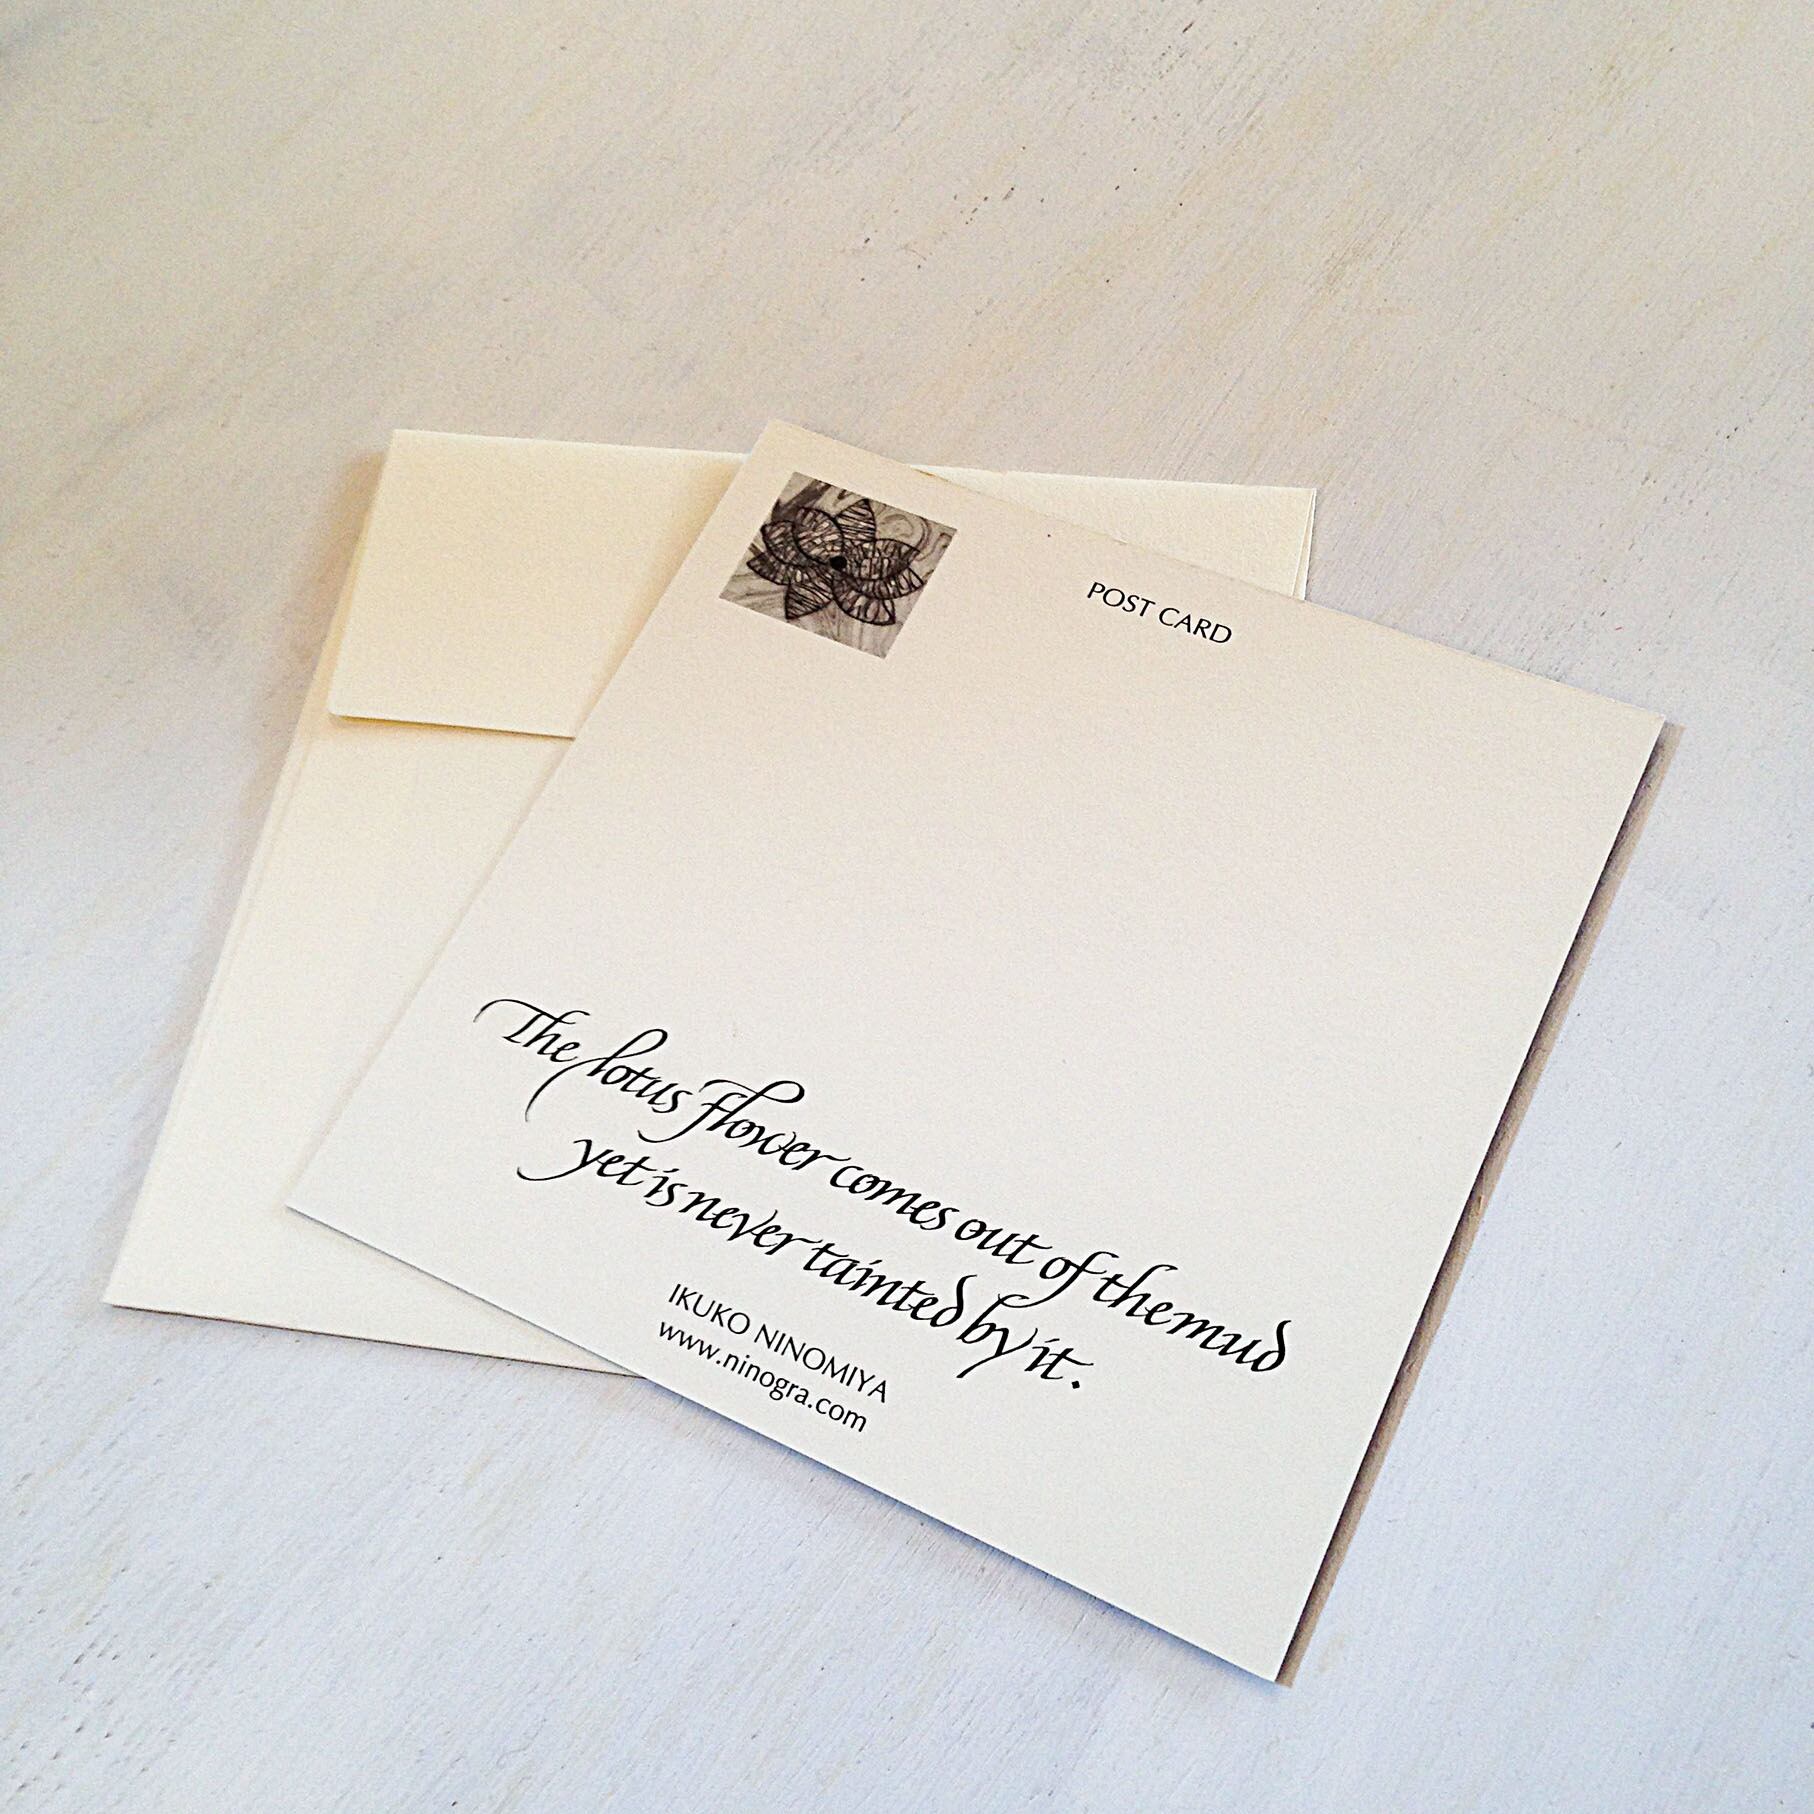 POST CARD
The lotus flower comes out of the mud
yet is never tainted by it.
IKUKO NINOMIYA
www.ninogra.com